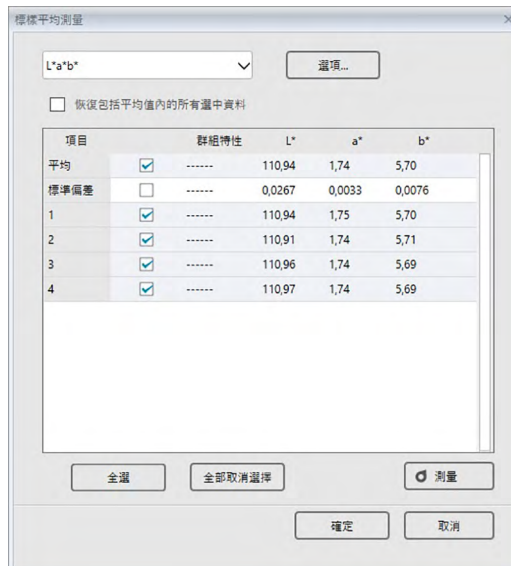 標樣平均測量
L*a*b*
選項...
恢復包括平均值內的所有選中資料
項目 群組特性 L* a* b*
平均 ------ 110,94 1,74 5,70
標準偏差 ------ 0,0267 0,0033 0,0076
1 ------ 110,94 1,75 5,70
2 ------ 110,91 1,74 5,71
3 ------ 110,96 1,74 5,69
4 ------ 110,97 1,74 5,69
全選 全部取消選擇 測量
確定 取消